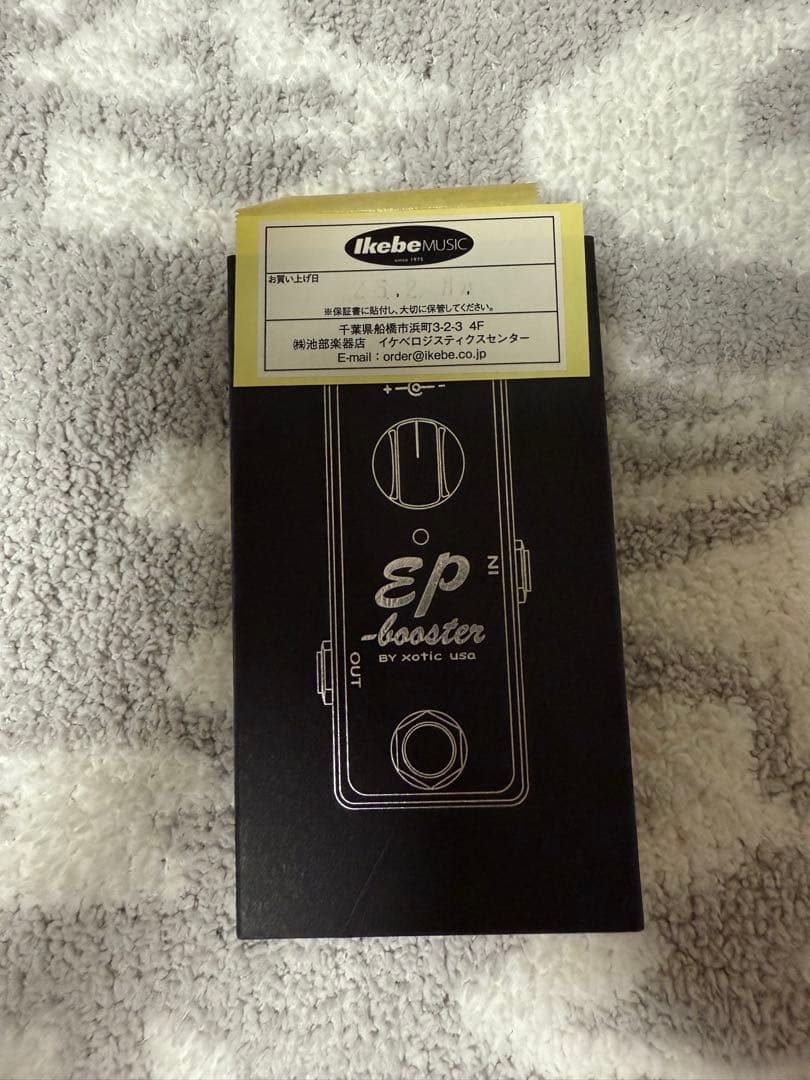 Ikebe MUSIC
since 1975
お買い上げ日
※保証書に貼付し、大切に保管してください。
千葉県船橋市浜町3-2-3 4F
㈱池部楽器店 イケベロジスティクスセンター
E-mail：order@ikebe.co.jp
+ -
IN
EP
-booster
BY xotic usa
OUT